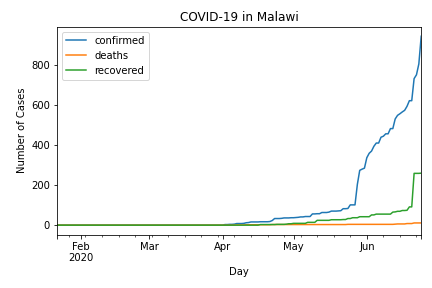 COVID-19 in Malawi
confirmed
deaths
recovered
Number of Cases
800
600
400
200
0
Feb Mar Apr May Jun
2020
Day